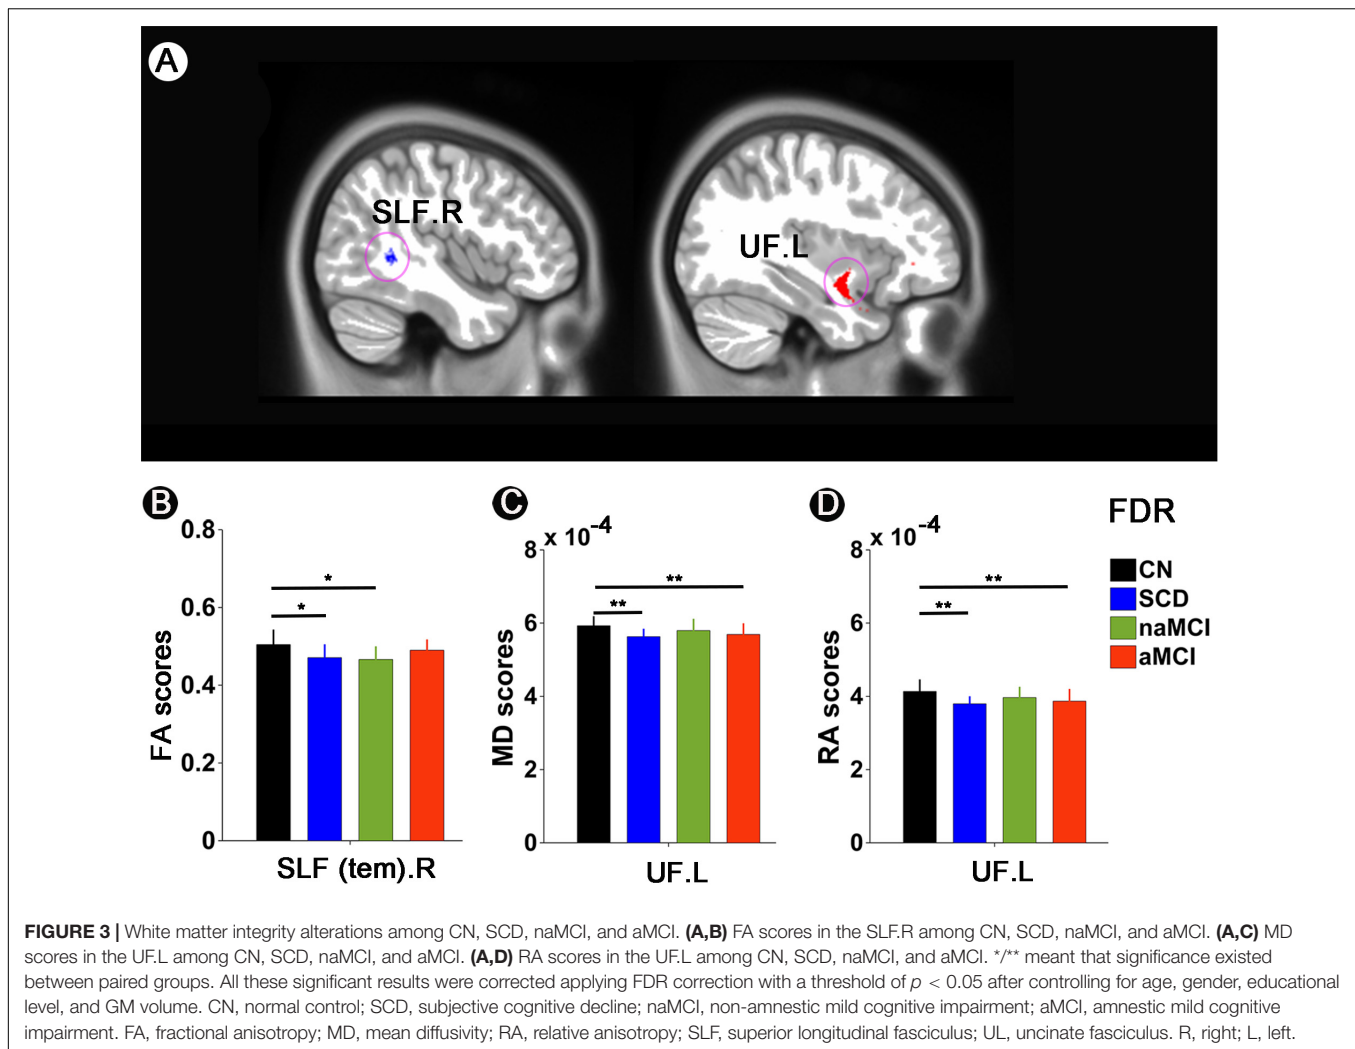 A
SLF.R
UF.L
B
0.8
0.6
0.4
0.2
0
FA scores
*
*
SLF (tem).R
C
x 10⁻⁴
8
6
4
2
0
MD scores
**
**
UF.L
D
x 10⁻⁴
8
6
4
2
0
RA scores
**
**
UF.L
FDR
CN
SCD
naMCI
aMCI
FIGURE 3 | White matter integrity alterations among CN, SCD, naMCI, and aMCI. (A,B) FA scores in the SLF.R among CN, SCD, naMCI, and aMCI. (A,C) MD
scores in the UF.L among CN, SCD, naMCI, and aMCI. (A,D) RA scores in the UF.L among CN, SCD, naMCI, and aMCI. */** meant that significance existed
between paired groups. All these significant results were corrected applying FDR correction with a threshold of p < 0.05 after controlling for age, gender, educational
level, and GM volume. CN, normal control; SCD, subjective cognitive decline; naMCI, non-amnestic mild cognitive impairment; aMCI, amnestic mild cognitive
impairment. FA, fractional anisotropy; MD, mean diffusivity; RA, relative anisotropy; SLF, superior longitudinal fasciculus; UL, uncinate fasciculus. R, right; L, left.